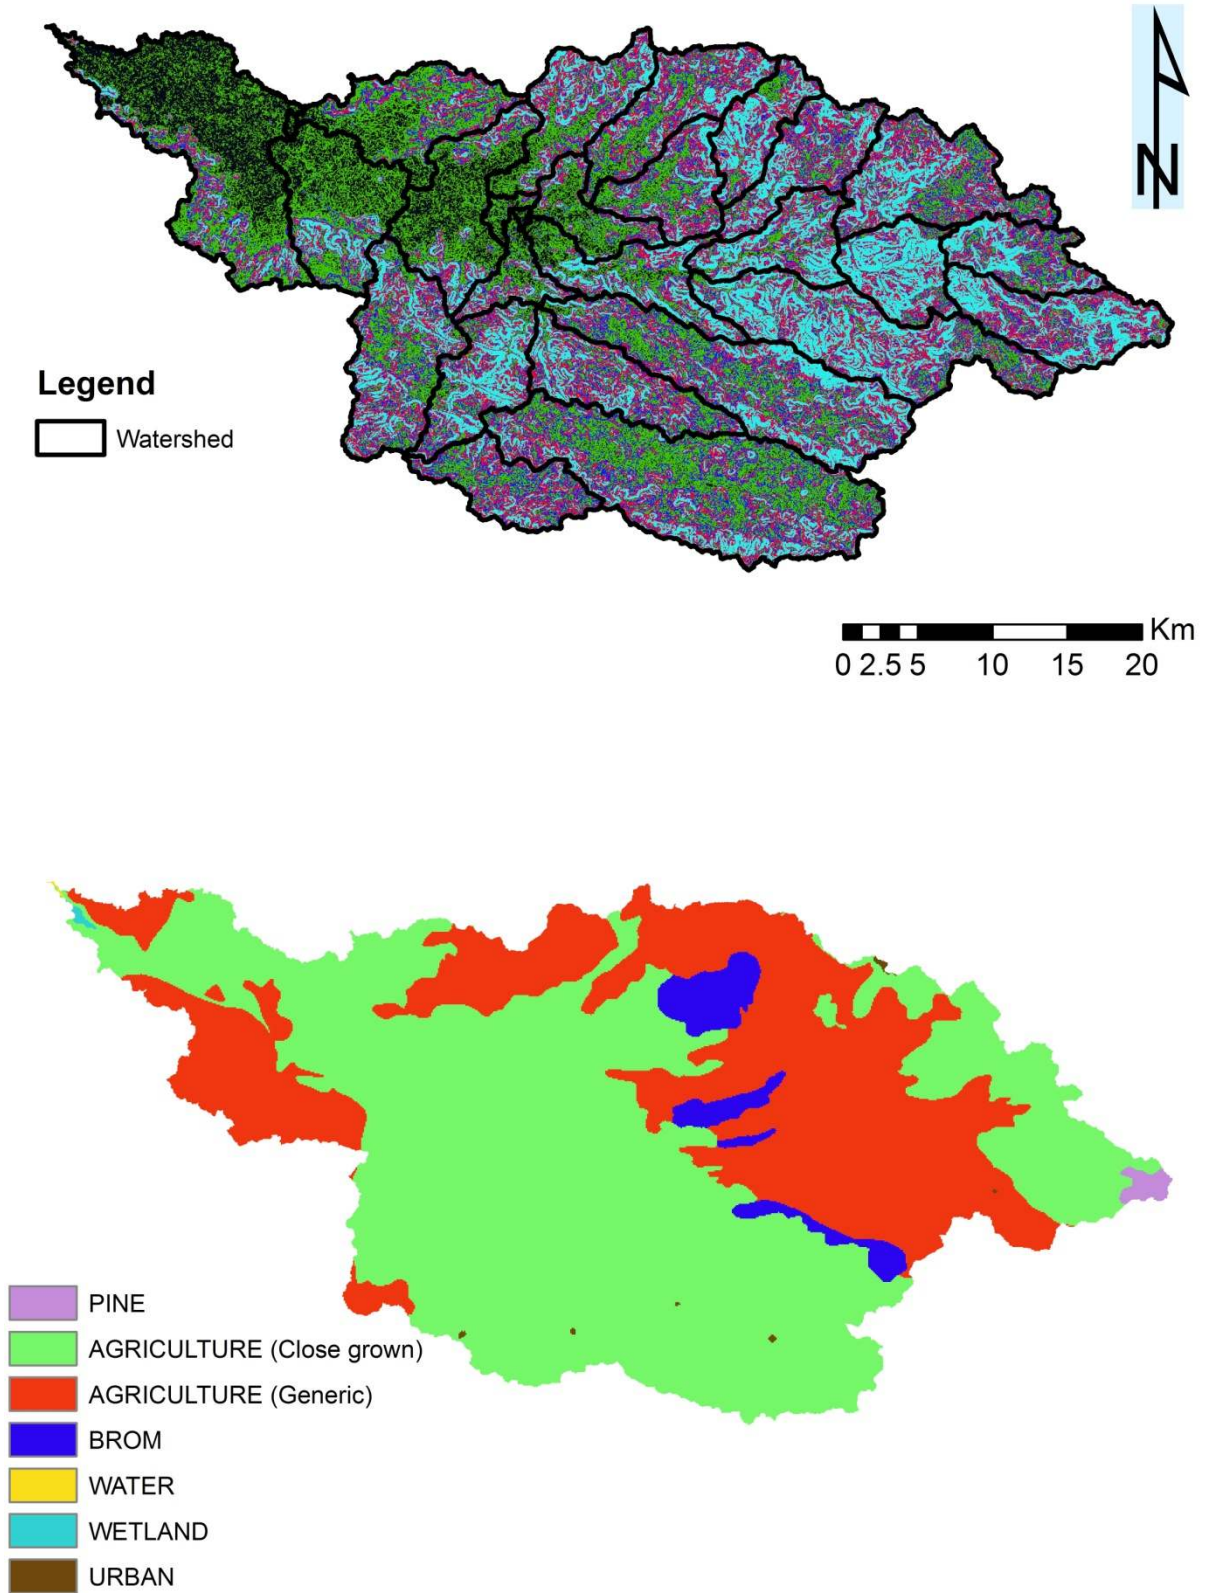 N
Legend
Watershed
Km
0 2.5 5 10 15 20
PINE
AGRICULTURE (Close grown)
AGRICULTURE (Generic)
BROM
WATER
WETLAND
URBAN